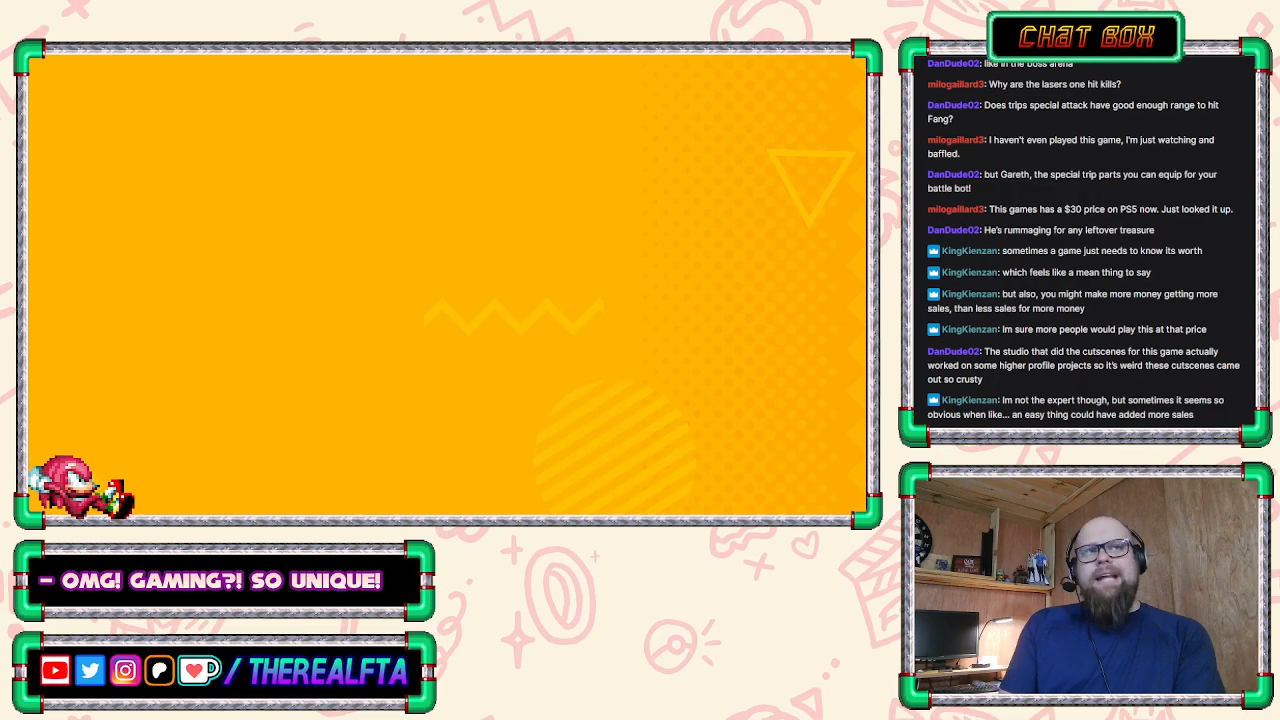 CHAT BOX
DanDude02: like in the boss arena
milogaillard3: Why are the lasers one hit kills?
DanDude02: Does trips special attack have good enough range to hit
Fang?
milogaillard3: I haven't even played this game, I'm just watching and
baffled.
DanDude02: but Gareth, the special trip parts you can equip for your
battle bot!
milogaillard3: This games has a $30 price on PS5 now. Just looked it up.
DanDude02: He's rummaging for any leftover treasure
KingKienzan: sometimes a game just needs to know its worth
KingKienzan: which feels like a mean thing to say
KingKienzan: but also, you might make more money getting more
sales, than less sales for more money
KingKienzan: Im sure more people would play this at that price
DanDude02: The studio that did the cutscenes for this game actually
worked on some higher profile projects so it's weird these cutscenes came
out so crusty
KingKienzan: Im not the expert though, but sometimes it seems so
obvious when like... an easy thing could have added more sales
- OMG! GAMING?! SO UNIQUE!
/ THEREALFTA